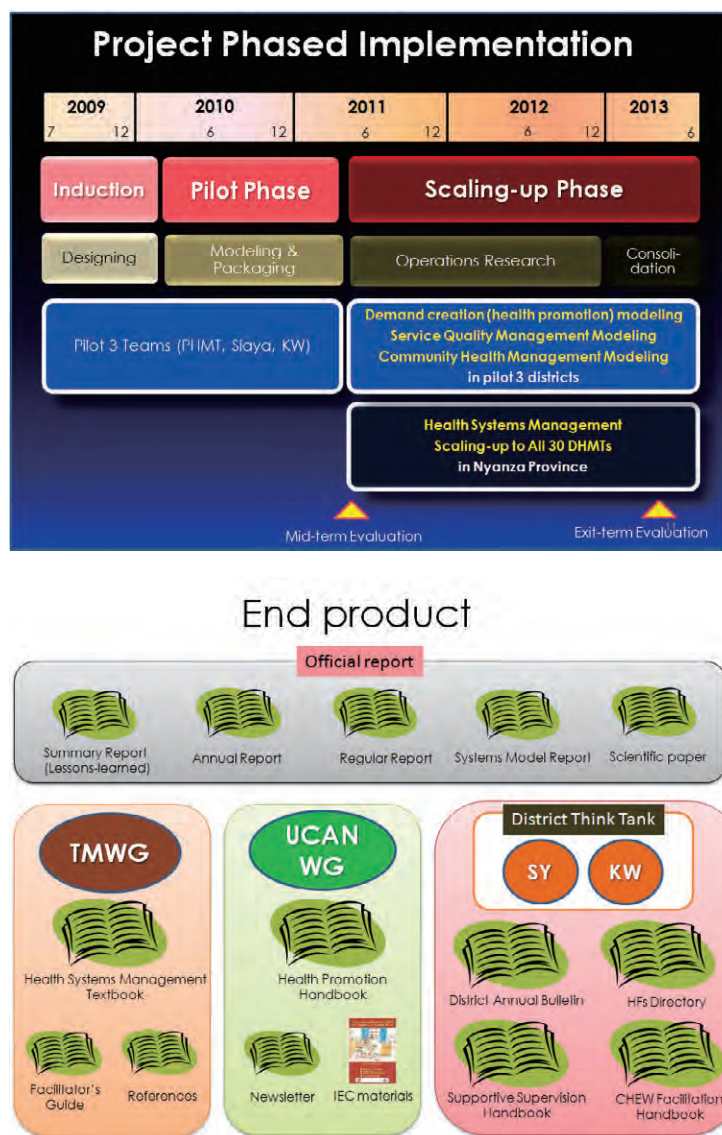 Project Phased Implementation
2009 2010 2011 2012 2013
7 12 6 12 6 12 6 12 6
Induction Pilot Phase Scaling-up Phase
Designing
Modeling &
Packaging
Operations Research
Consoli-
dation
Pilot 3 Teams (PHMT, Siaya, KW)
Demand creation (health promotion) modeling
Service Quality Management Modeling
Community Health Management Modeling
in pilot 3 districts
Health Systems Management
Scaling-up to All 30 DHMTs
in Nyanza Province
Mid-term Evaluation
Exit-term Evaluation
End product
Official report
Summary Report
(Lessons-learned)
Annual Report
Regular Report
Systems Model Report
Scientific paper
TMWG
Health Systems Management
Textbook
Facilitator's
Guide
References
UCAN
WG
Health Promotion
Handbook
Newsletter
IEC materials
District Think Tank
SY KW
District Annual Bulletin
HFs Directory
Supportive Supervision
Handbook
CHEW Facilitation
Handbook